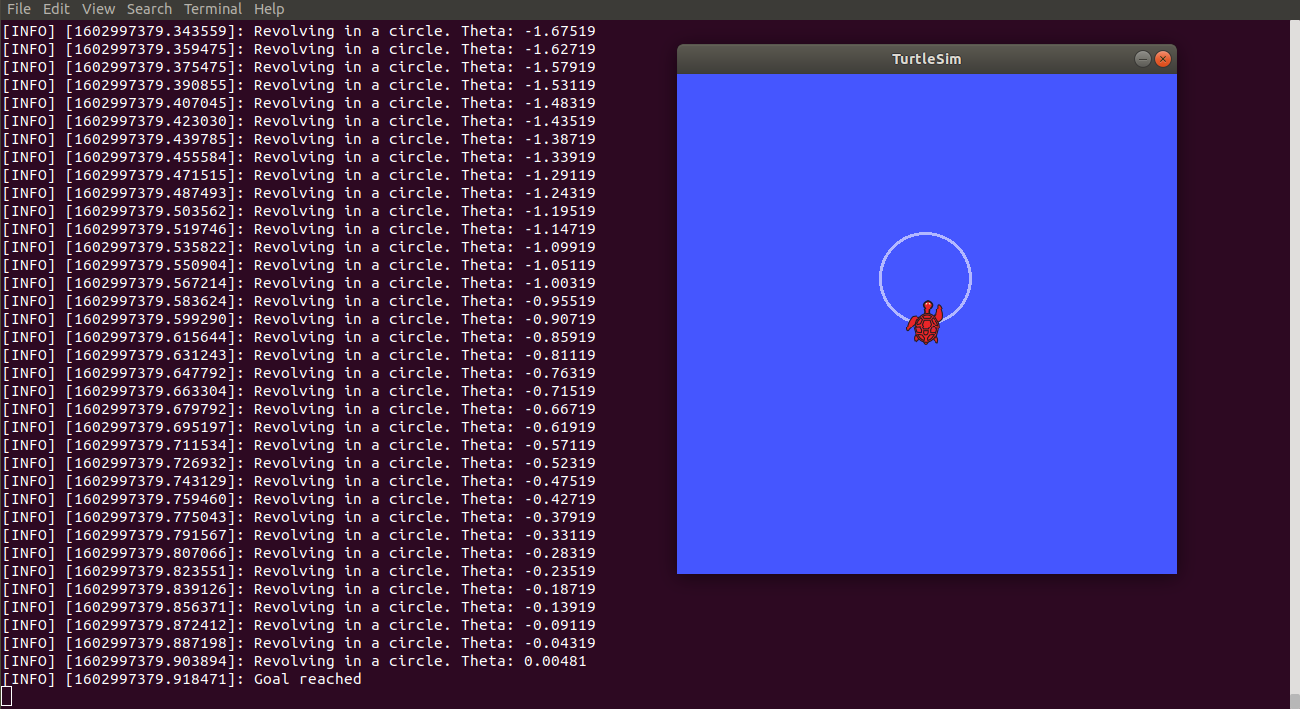 File Edit View Search Terminal Help
[INFO] [1602997379.343559]: Revolving in a circle. Theta: -1.67519
[INFO] [1602997379.359475]: Revolving in a circle. Theta: -1.62719
[INFO] [1602997379.375475]: Revolving in a circle. Theta: -1.57919
[INFO] [1602997379.390855]: Revolving in a circle. Theta: -1.53119
[INFO] [1602997379.407045]: Revolving in a circle. Theta: -1.48319
[INFO] [1602997379.423030]: Revolving in a circle. Theta: -1.43519
[INFO] [1602997379.439785]: Revolving in a circle. Theta: -1.38719
[INFO] [1602997379.455584]: Revolving in a circle. Theta: -1.33919
[INFO] [1602997379.471515]: Revolving in a circle. Theta: -1.29119
[INFO] [1602997379.487493]: Revolving in a circle. Theta: -1.24319
[INFO] [1602997379.503562]: Revolving in a circle. Theta: -1.19519
[INFO] [1602997379.519746]: Revolving in a circle. Theta: -1.14719
[INFO] [1602997379.535822]: Revolving in a circle. Theta: -1.09919
[INFO] [1602997379.550904]: Revolving in a circle. Theta: -1.05119
[INFO] [1602997379.567214]: Revolving in a circle. Theta: -1.00319
[INFO] [1602997379.583624]: Revolving in a circle. Theta: -0.95519
[INFO] [1602997379.599290]: Revolving in a circle. Theta: -0.90719
[INFO] [1602997379.615644]: Revolving in a circle. Theta: -0.85919
[INFO] [1602997379.631243]: Revolving in a circle. Theta: -0.81119
[INFO] [1602997379.647792]: Revolving in a circle. Theta: -0.76319
[INFO] [1602997379.663304]: Revolving in a circle. Theta: -0.71519
[INFO] [1602997379.679792]: Revolving in a circle. Theta: -0.66719
[INFO] [1602997379.695197]: Revolving in a circle. Theta: -0.61919
[INFO] [1602997379.711534]: Revolving in a circle. Theta: -0.57119
[INFO] [1602997379.726932]: Revolving in a circle. Theta: -0.52319
[INFO] [1602997379.743129]: Revolving in a circle. Theta: -0.47519
[INFO] [1602997379.759460]: Revolving in a circle. Theta: -0.42719
[INFO] [1602997379.775043]: Revolving in a circle. Theta: -0.37919
[INFO] [1602997379.791567]: Revolving in a circle. Theta: -0.33119
[INFO] [1602997379.807066]: Revolving in a circle. Theta: -0.28319
[INFO] [1602997379.823551]: Revolving in a circle. Theta: -0.23519
[INFO] [1602997379.839126]: Revolving in a circle. Theta: -0.18719
[INFO] [1602997379.856371]: Revolving in a circle. Theta: -0.13919
[INFO] [1602997379.872412]: Revolving in a circle. Theta: -0.09119
[INFO] [1602997379.887198]: Revolving in a circle. Theta: -0.04319
[INFO] [1602997379.903894]: Revolving in a circle. Theta: 0.00481
[INFO] [1602997379.918471]: Goal reached
TurtleSim